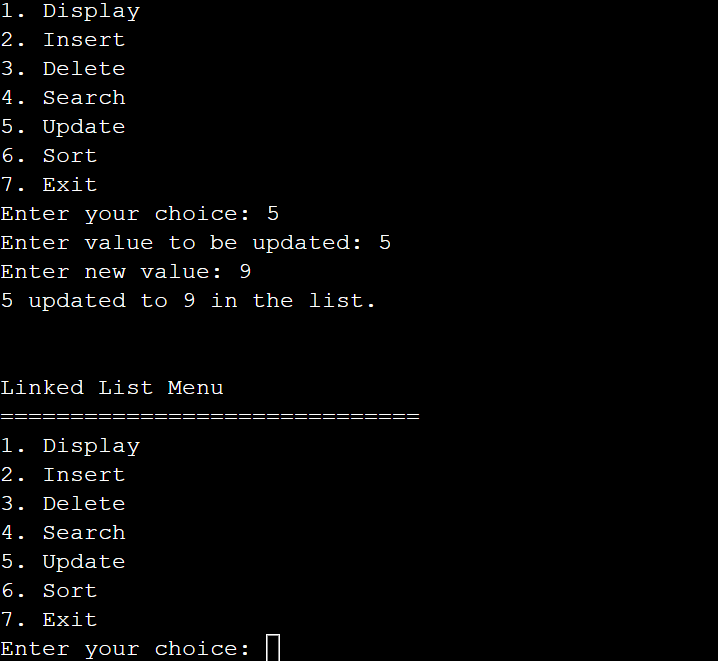 1. Display
2. Insert
3. Delete
4. Search
5. Update
6. Sort
7. Exit
Enter your choice: 5
Enter value to be updated: 5
Enter new value: 9
5 updated to 9 in the list.
Linked List Menu
==============================
1. Display
2. Insert
3. Delete
4. Search
5. Update
6. Sort
7. Exit
Enter your choice: